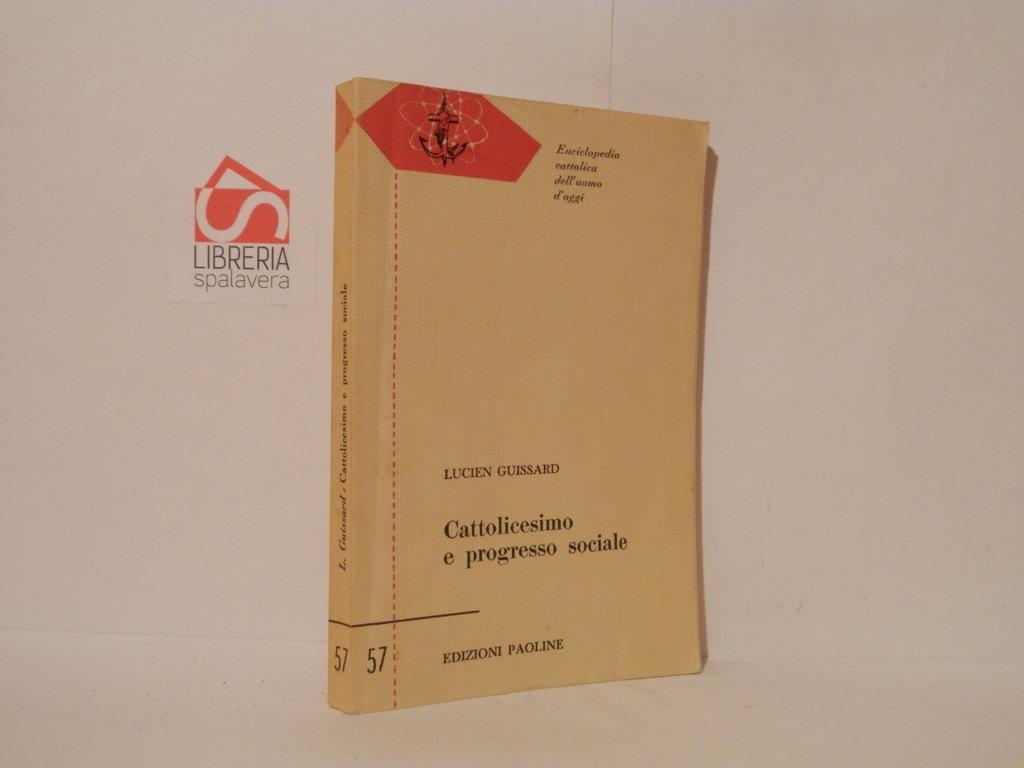 LIBRERIA
spalavera
Enciclopedia
cattolica
dell'uomo
d'oggi
LUCIEN GUISSARD
Cattolicesimo
e progresso sociale
57
EDIZIONI PAOLINE
L. Guissard - Cattolicesimo e progresso sociale
57